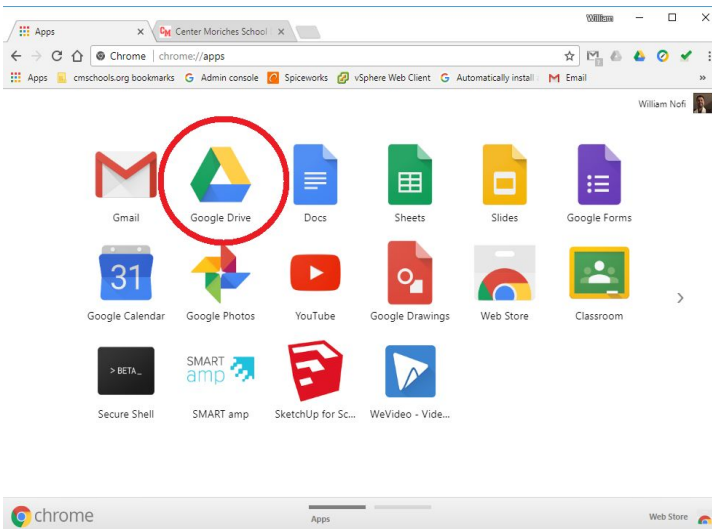 William
Apps
CM Center Moriches School
Chrome | chrome://apps
Apps cmschools.org bookmarks G Admin console Spiceworks vSphere Web Client G Automatically install M Email »
William Nofi
Gmail Google Drive Docs Sheets Slides Google Forms
31
Google Calendar Google Photos YouTube Google Drawings Web Store Classroom
> BETA_ SMART amp
Secure Shell SMART amp SketchUp for Sc... WeVideo - Vide...
chrome Apps Web Store